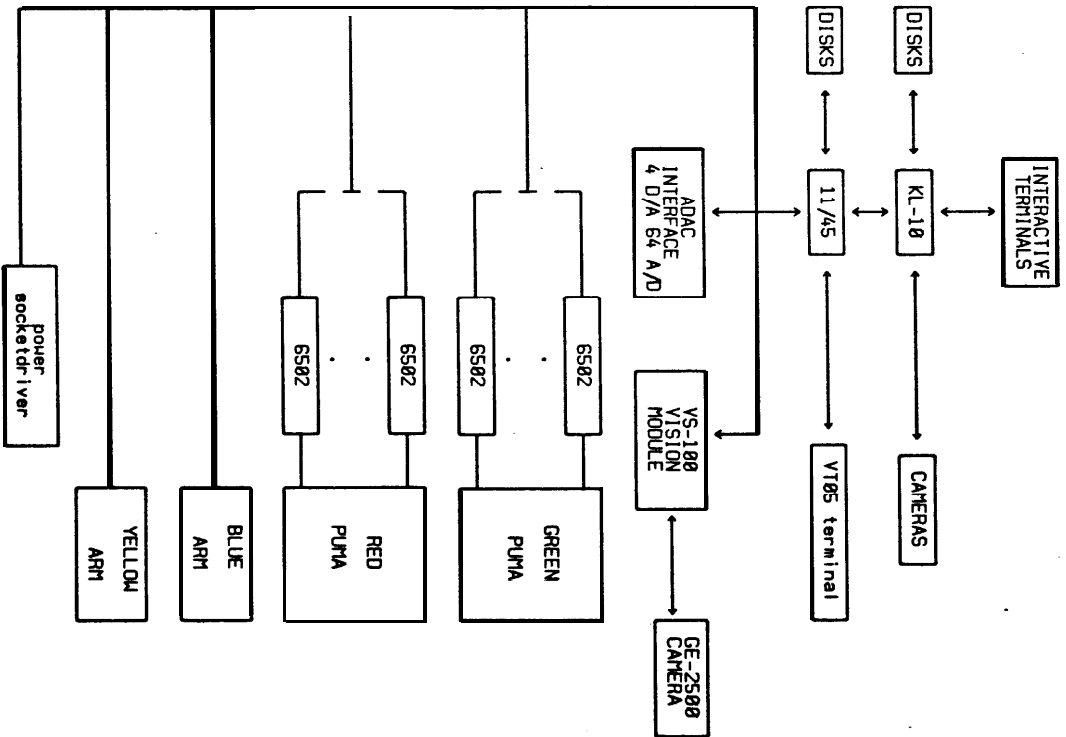 INTERACTIVE
TERMINALS
DISKS
KL-10
CAMERAS
DISKS
11/45
VT05 terminal
ADAC
INTERFACE
4 D/A 64 A/D
VS-100
VISION
MODULE
GE-2500
CAMERA
6502
6502
GREEN
PUMA
6502
6502
RED
PUMA
BLUE
ARM
YELLOW
ARM
power
socketdriver